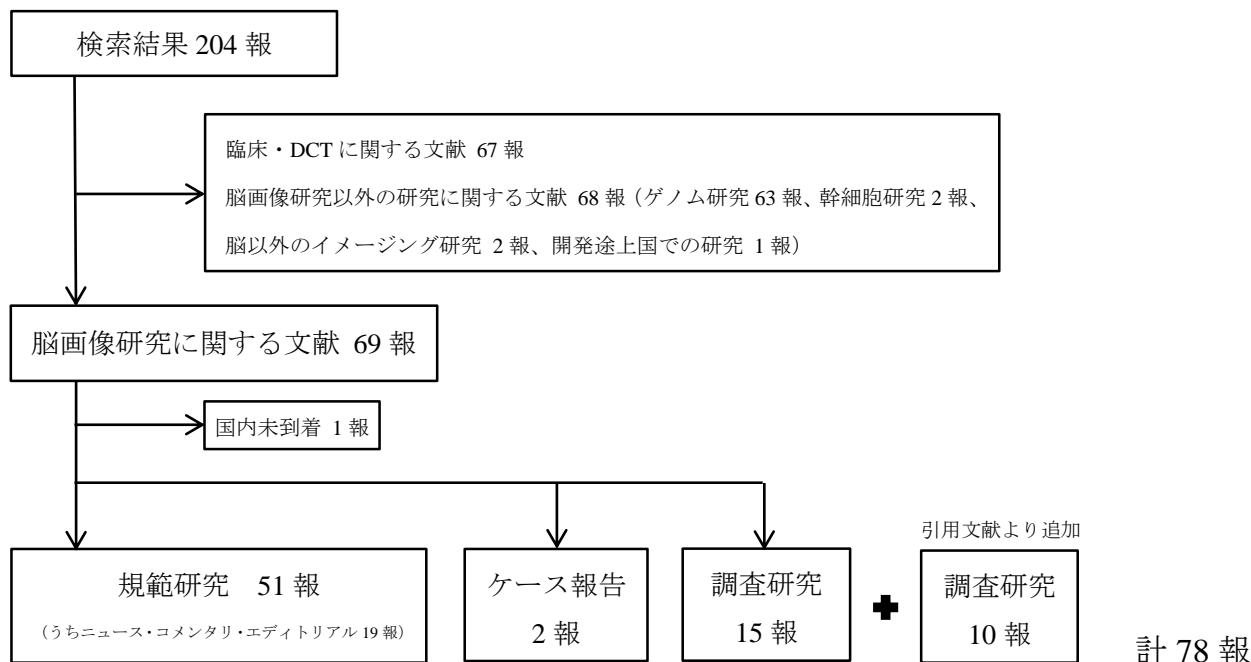 検索結果 204 報
臨床・DCT に関する文献 67 報
脳画像研究以外の研究に関する文献 68 報（ゲノム研究 63 報、幹細胞研究 2 報、
脳以外のイメージング研究 2 報、開発途上国での研究 1 報）
脳画像研究に関する文献 69 報
国内未到着 1 報
規範研究 51 報
（うちニュース・コメンタリ・エディトリアル 19 報）
ケース報告
2 報
調査研究
15 報
引用文献より追加
調査研究
10 報
計 78 報